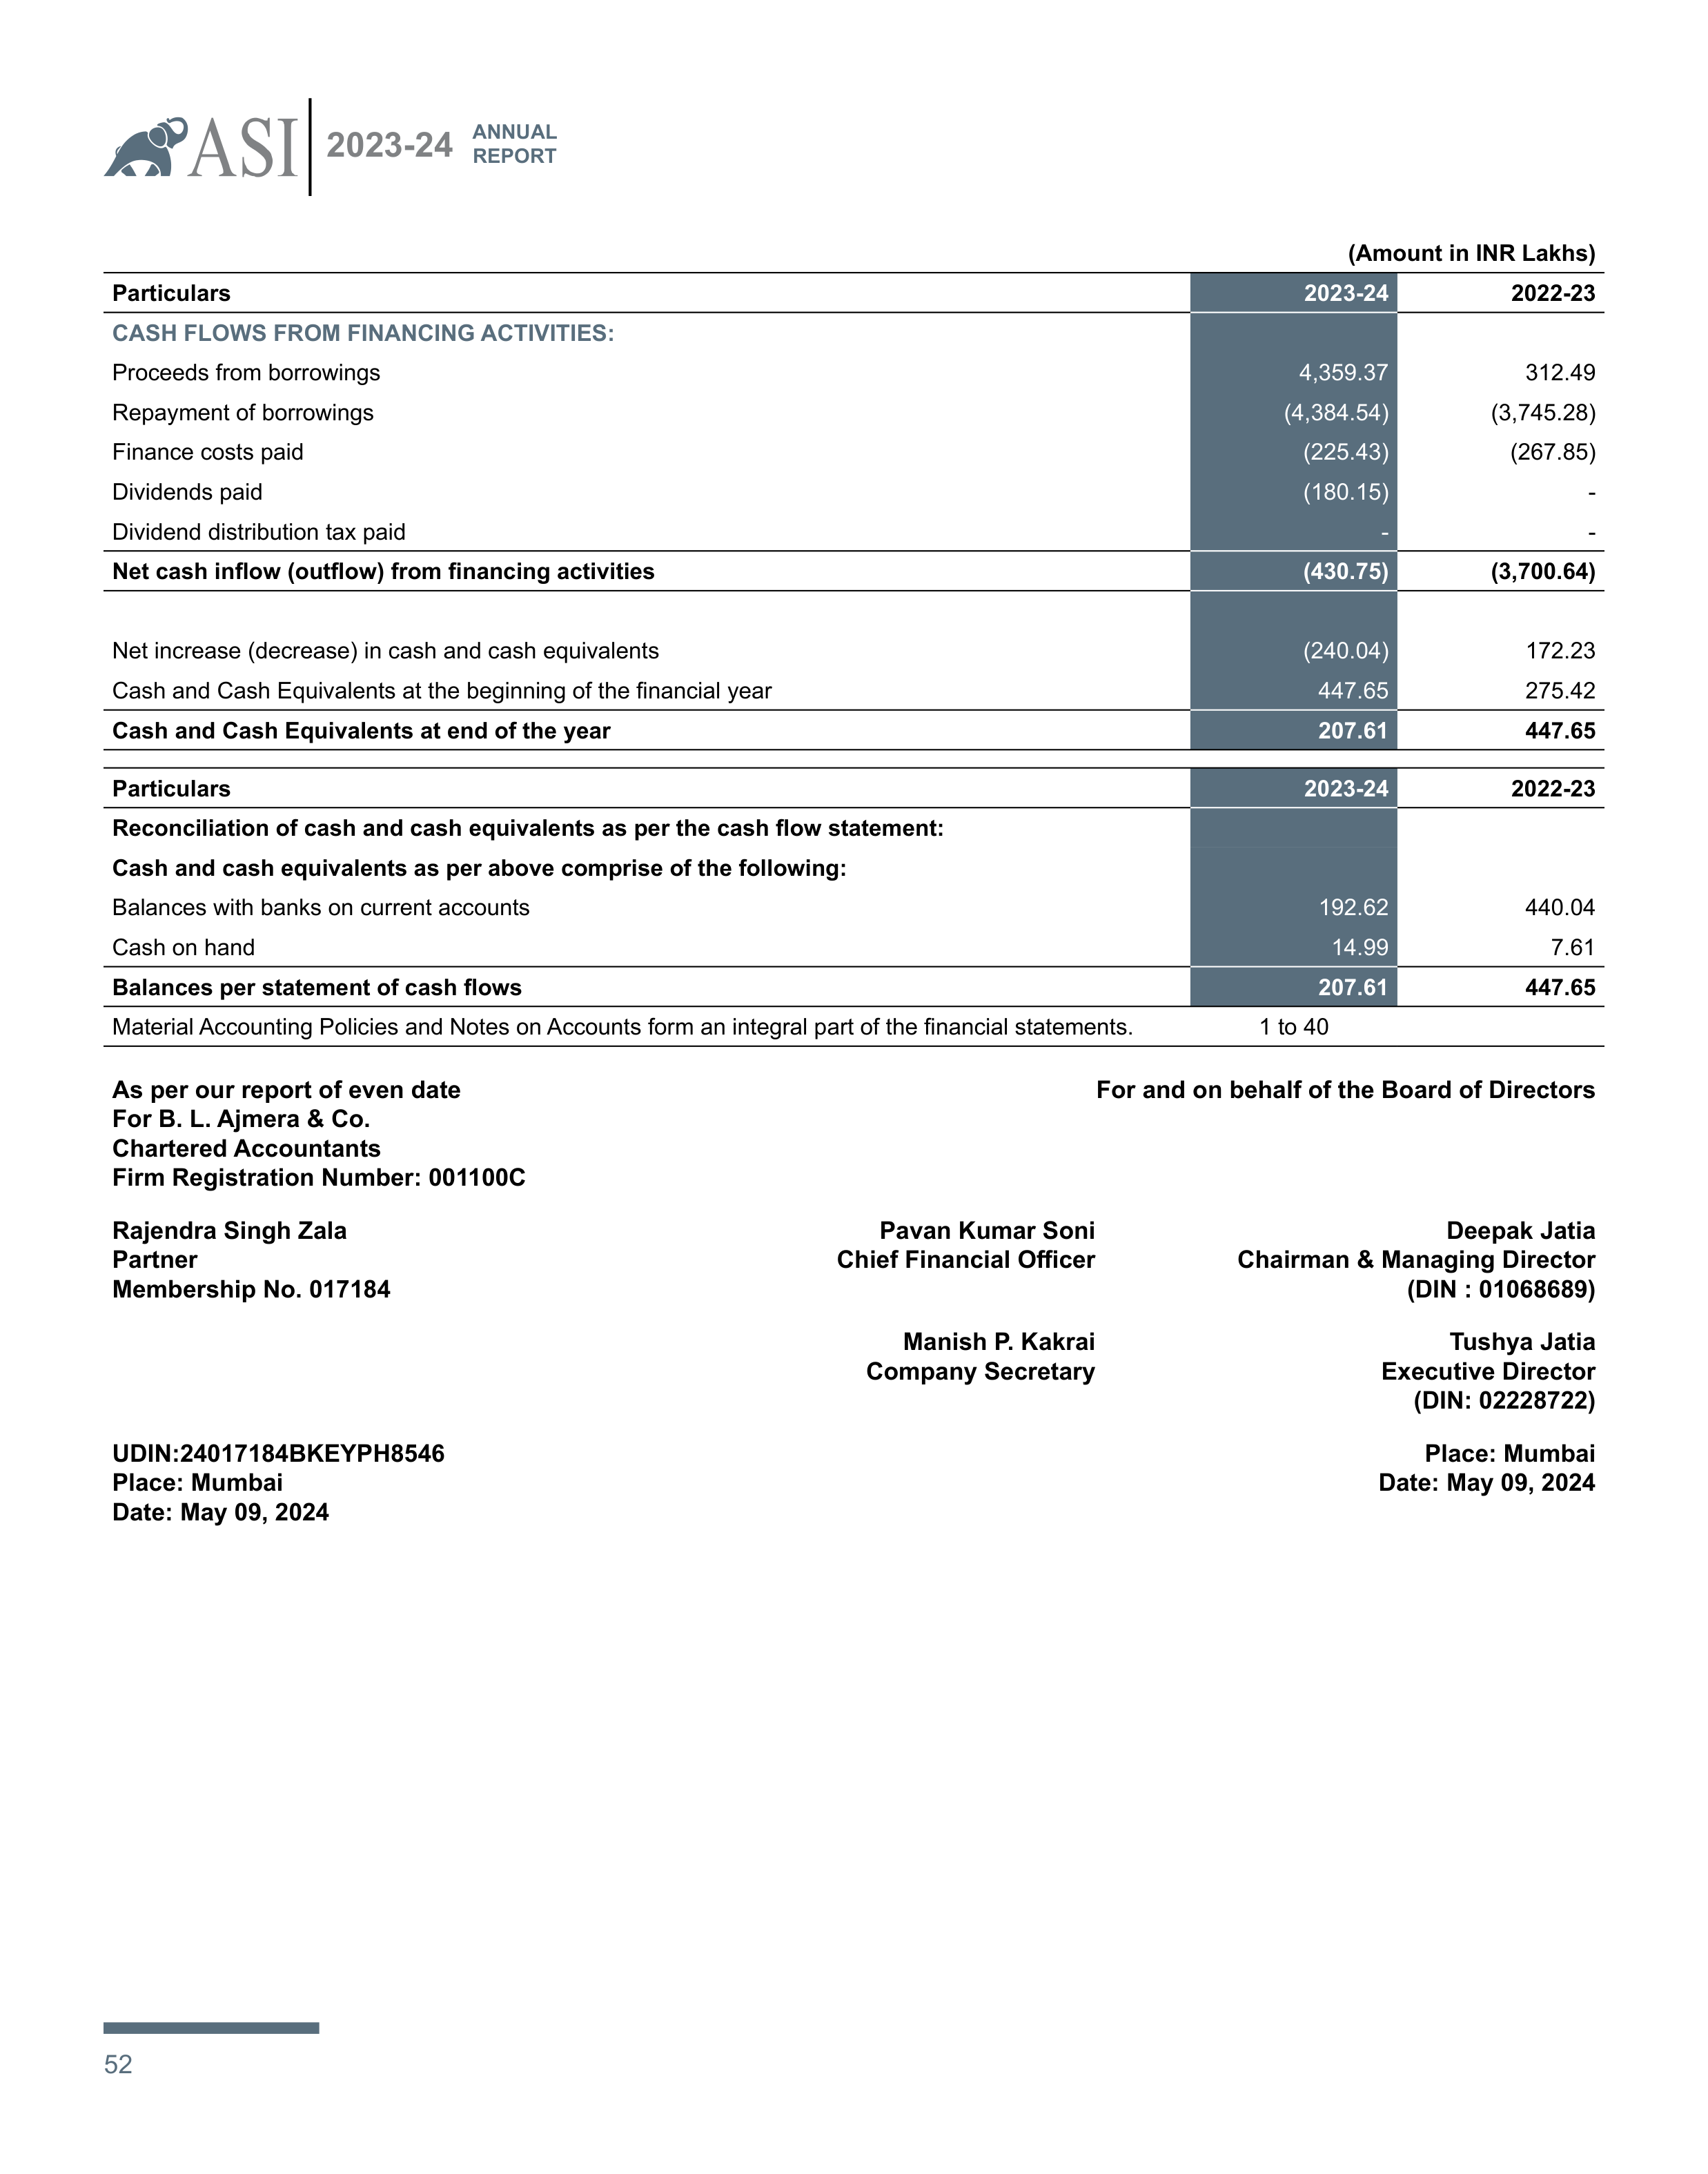 ASI
2023-24
ANNUAL
REPORT
(Amount in INR Lakhs)
Particulars 2023-24 2022-23
CASH FLOWS FROM FINANCING ACTIVITIES:
Proceeds from borrowings 4,359.37 312.49
Repayment of borrowings (4,384.54) (3,745.28)
Finance costs paid (225.43) (267.85)
Dividends paid (180.15) -
Dividend distribution tax paid - -
Net cash inflow (outflow) from financing activities (430.75) (3,700.64)
Net increase (decrease) in cash and cash equivalents (240.04) 172.23
Cash and Cash Equivalents at the beginning of the financial year 447.65 275.42
Cash and Cash Equivalents at end of the year 207.61 447.65
Particulars 2023-24 2022-23
Reconciliation of cash and cash equivalents as per the cash flow statement:
Cash and cash equivalents as per above comprise of the following:
Balances with banks on current accounts 192.62 440.04
Cash on hand 14.99 7.61
Balances per statement of cash flows 207.61 447.65
Material Accounting Policies and Notes on Accounts form an integral part of the financial statements. 1 to 40
As per our report of even date For and on behalf of the Board of Directors
For B. L. Ajmera & Co.
Chartered Accountants
Firm Registration Number: 001100C
Rajendra Singh Zala Pavan Kumar Soni Deepak Jatia
Partner Chief Financial Officer Chairman & Managing Director
Membership No. 017184 (DIN : 01068689)
Manish P. Kakrai Tushya Jatia
Company Secretary Executive Director
(DIN: 02228722)
UDIN:24017184BKEYPH8546 Place: Mumbai
Place: Mumbai Date: May 09, 2024
Date: May 09, 2024
52